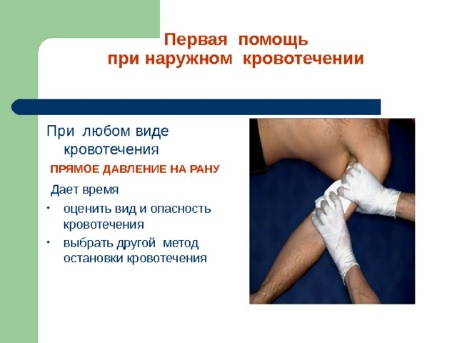 Первая помощь
при наружном кровотечении
При любом виде
кровотечения
ПРЯМОЕ ДАВЛЕНИЕ НА РАНУ
Дает время
• оценить вид и опасность
кровотечения
• выбрать другой метод
остановки кровотечения